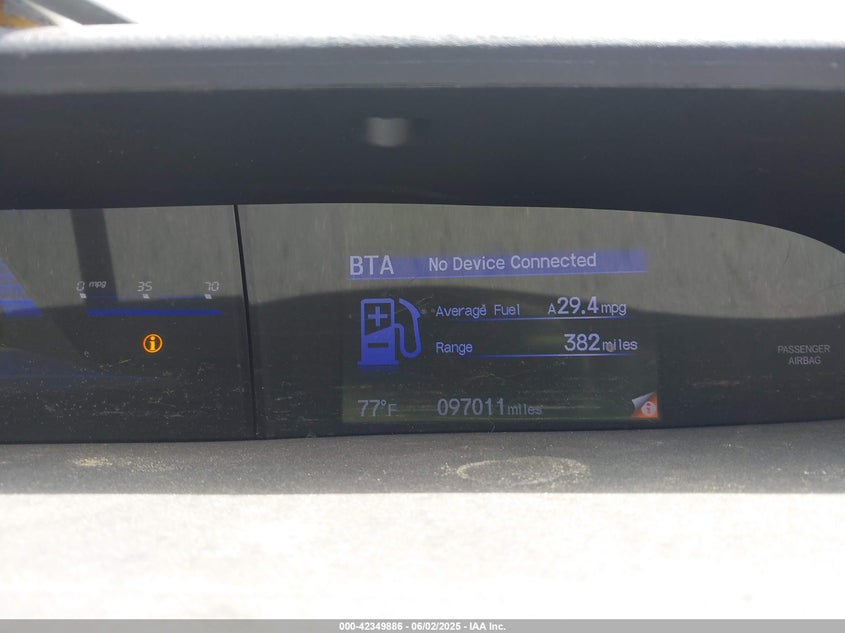 BTA No Device Connected
0 mpg 35 70
Average Fuel A29.4mpg
Range 382miles
PASSENGER
AIRBAG
77°F 097011miles
000-42349886 - 06/02/2025 - IAA Inc.